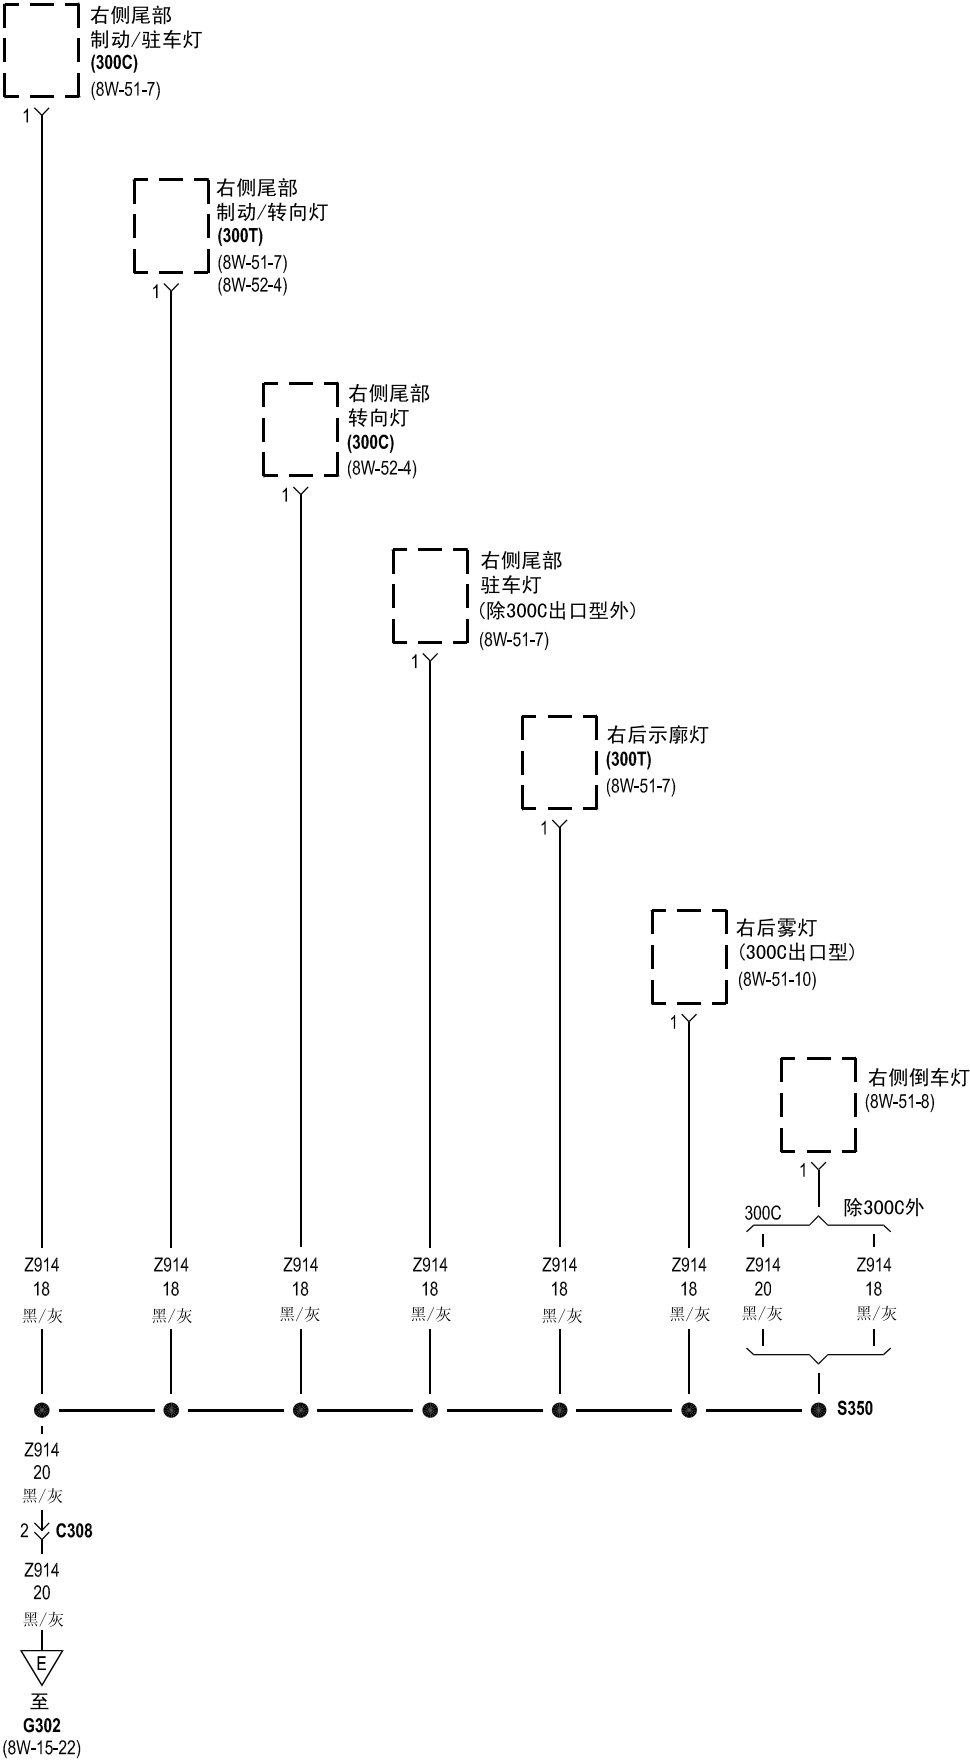 右侧尾部
制动/驻车灯
(300C)
(8W-51-7)
1
右侧尾部
制动/转向灯
(300T)
(8W-51-7)
(8W-52-4)
1
右侧尾部
转向灯
(300C)
(8W-52-4)
1
右侧尾部
驻车灯
(除300C出口型外)
(8W-51-7)
1
右后示廓灯
(300T)
(8W-51-7)
1
右后雾灯
(300C出口型)
(8W-51-10)
1
右侧倒车灯
(8W-51-8)
1
300C 除300C外
Z914 Z914 Z914 Z914 Z914 Z914 Z914 Z914
18 18 18 18 18 18 20 18
黑/灰 黑/灰 黑/灰 黑/灰 黑/灰 黑/灰 黑/灰 黑/灰
S350
Z914
20
黑/灰
2 C308
Z914
20
黑/灰
E
至
G302
(8W-15-22)